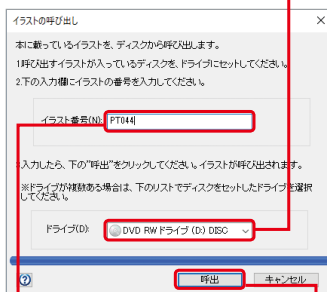 イラストの呼び出し
本に載っているイラストを、ディスクから呼び出します。
1.呼び出すイラストが入っているディスクを、ドライブにセットしてください。
2.下の入力欄にイラストの番号を入力してください。
イラスト番号(N): PT044
3.入力したら、下の"呼出"をクリックしてください。イラストが呼び出されます。
※ドライブが複数ある場合は、下のリストでディスクをセットしたドライブを選択
してください。
ドライブ(D): DVD RW ドライブ (D:) DISC
呼出 キャンセル